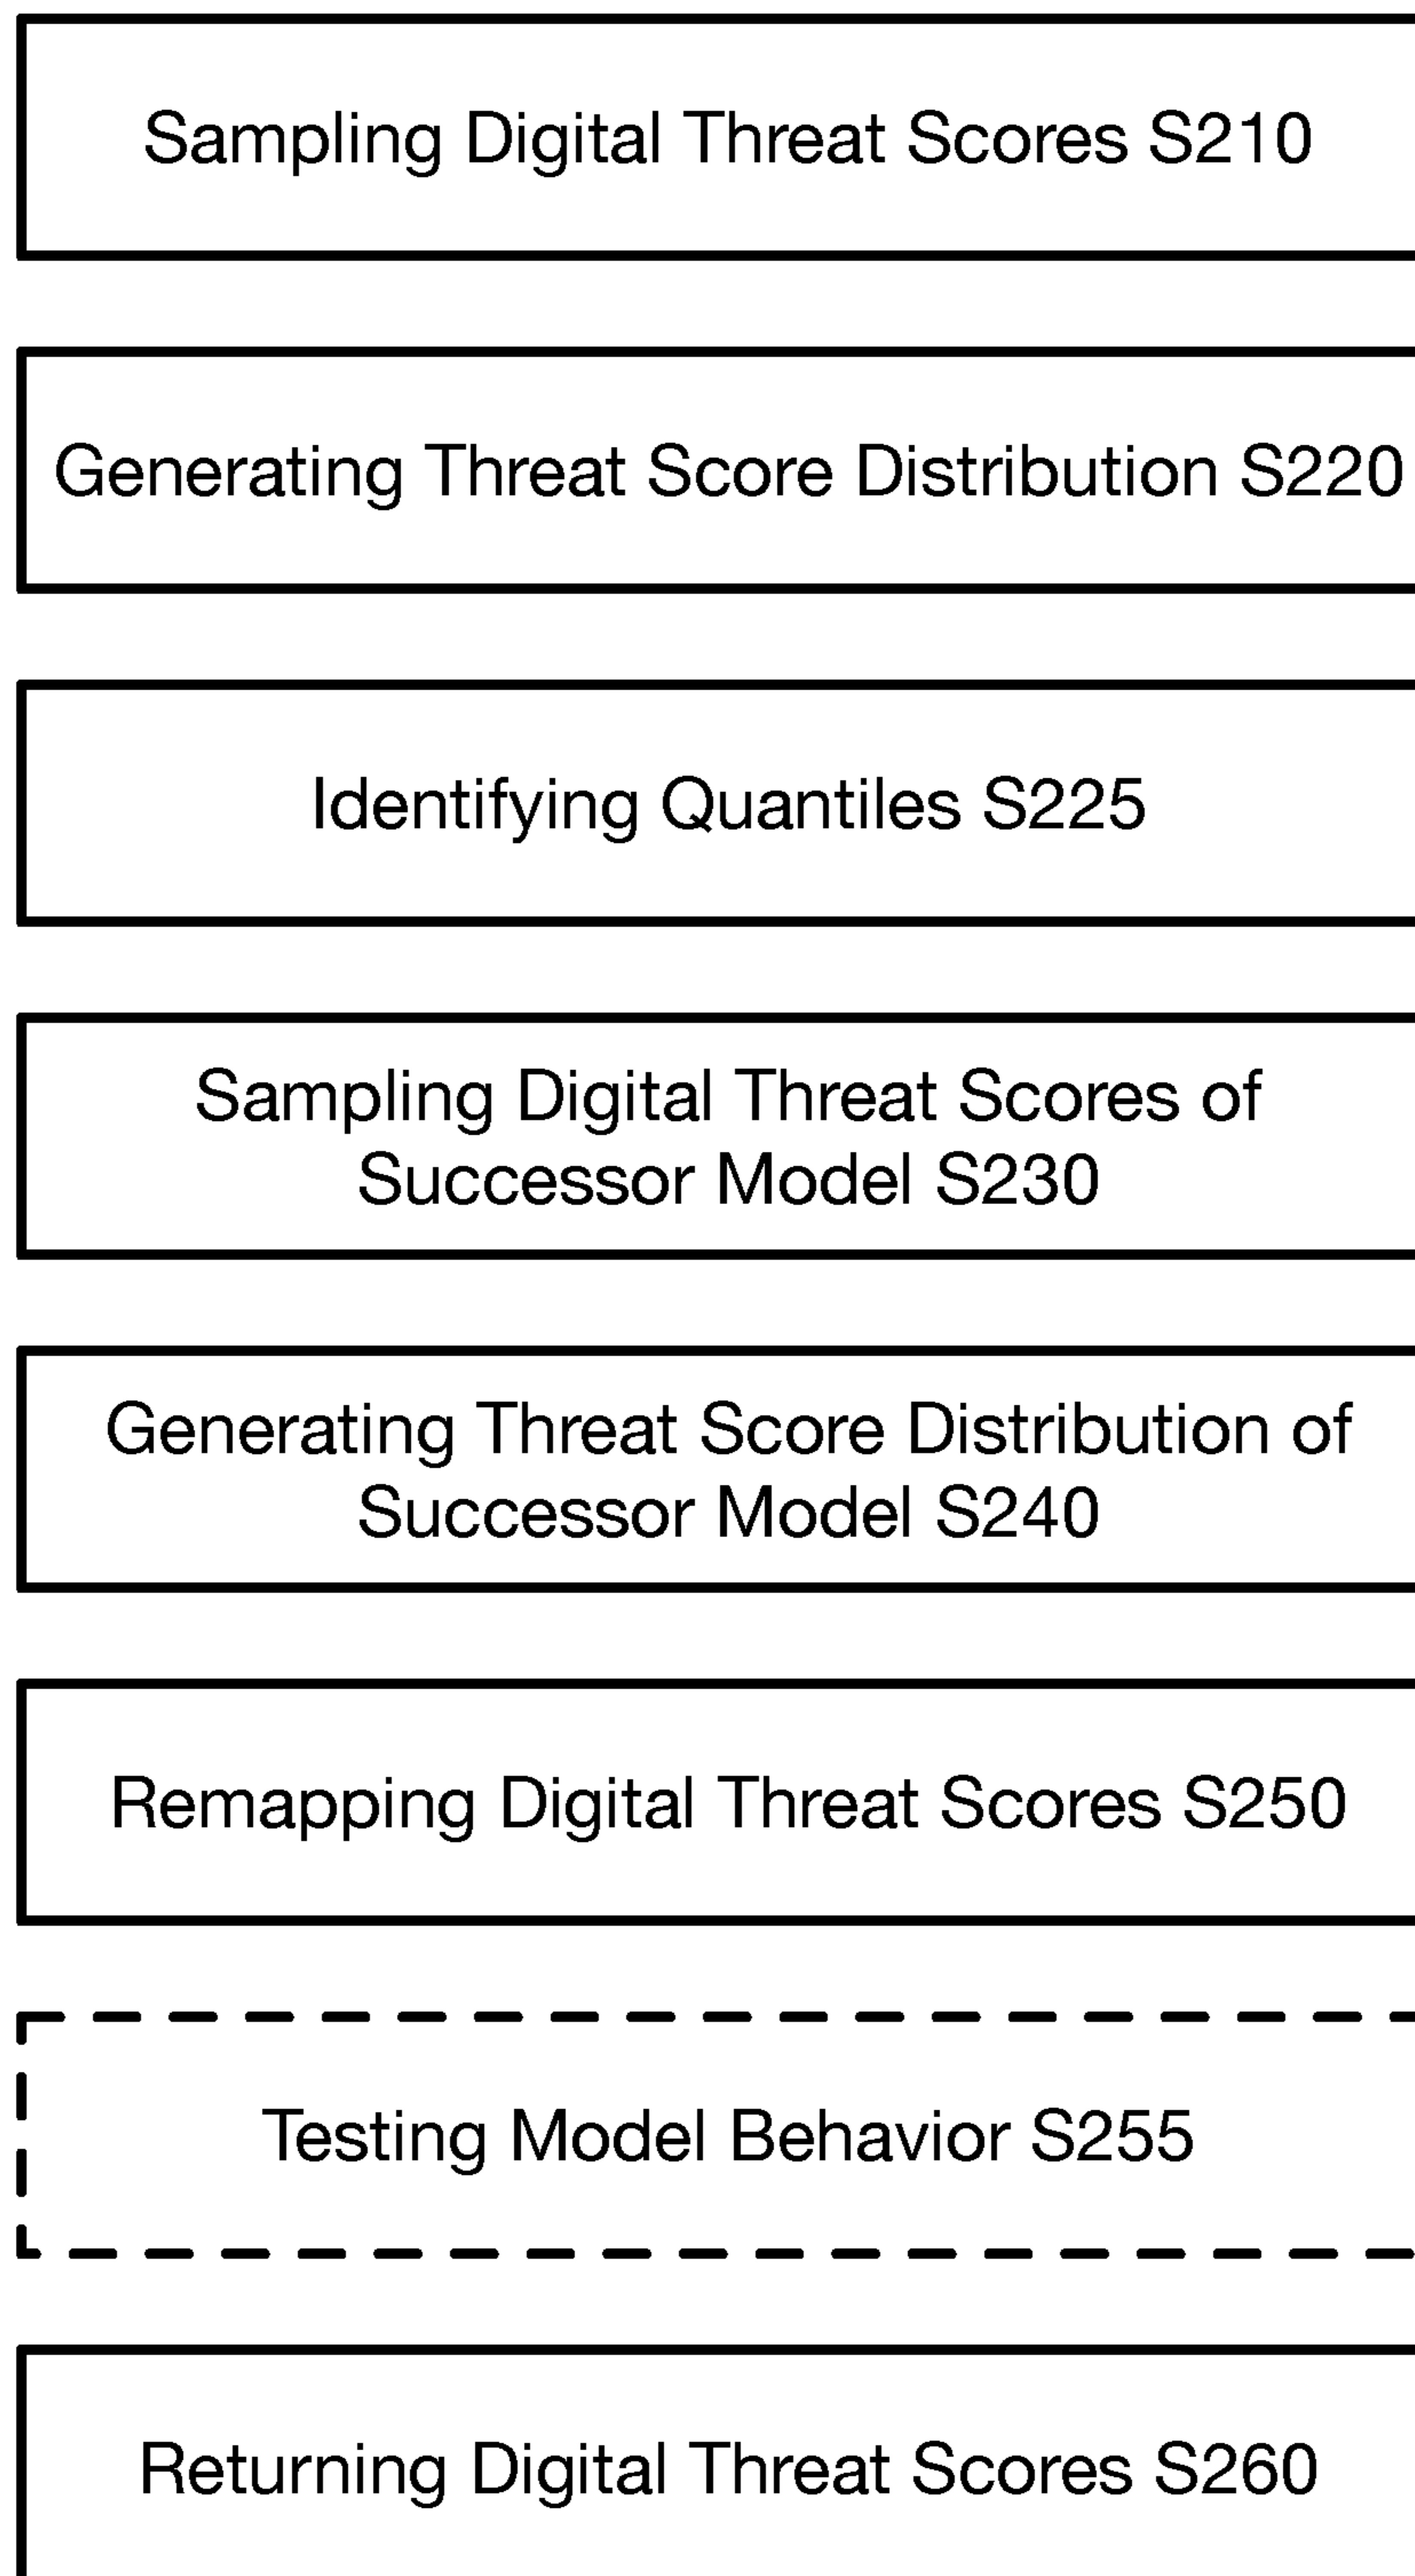 Sampling Digital Threat Scores S210
Generating Threat Score Distribution S220
Identifying Quantiles S225
Sampling Digital Threat Scores of
Successor Model S230
Generating Threat Score Distribution of
Successor Model S240
Remapping Digital Threat Scores S250
Testing Model Behavior S255
Returning Digital Threat Scores S260